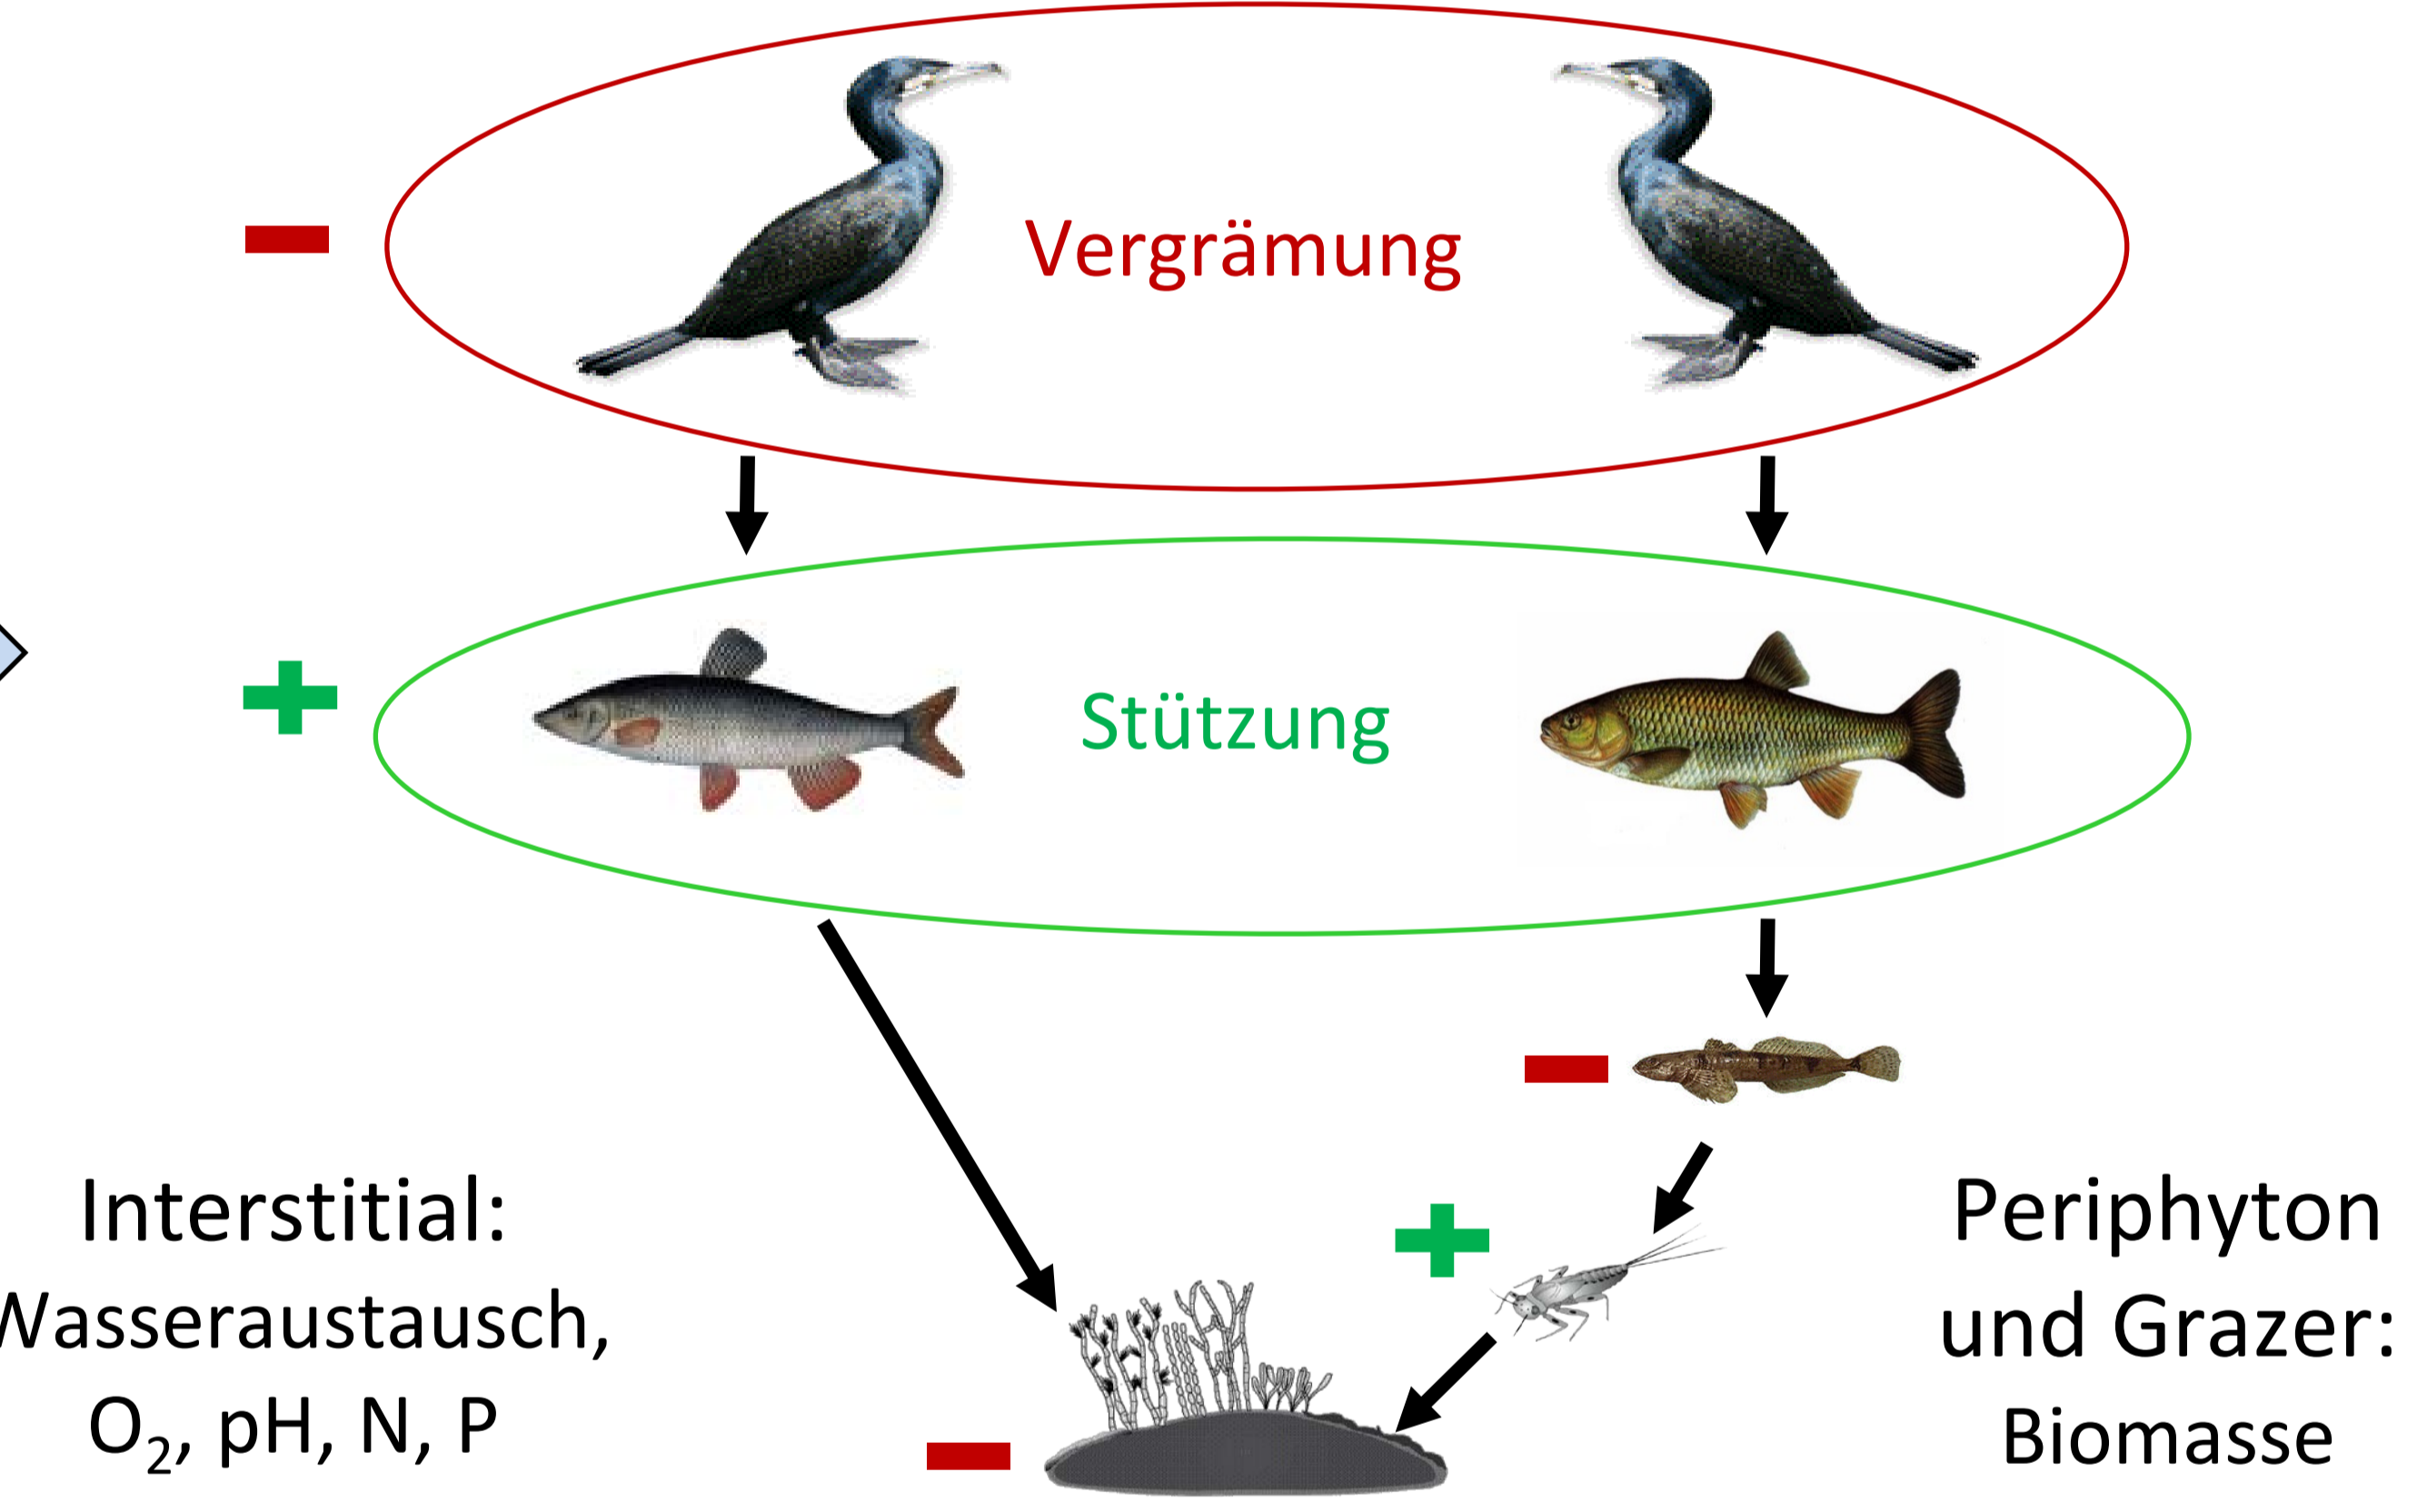 Vergrämung
Stützung
Interstitial:
Wasseraustausch,
O₂, pH, N, P
Periphyton
und Grazer:
Biomasse